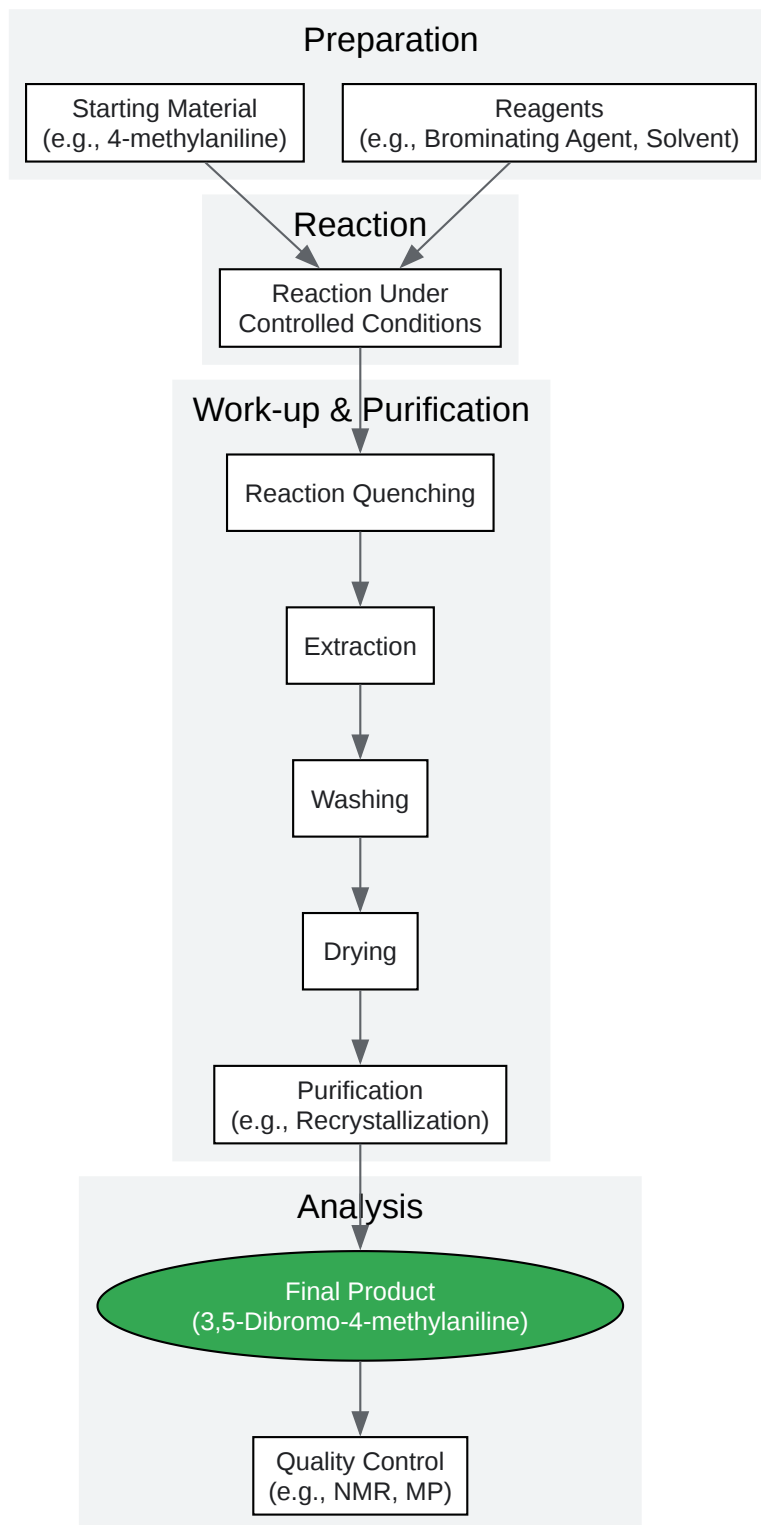 Preparation
Starting Material
(e.g., 4-methylaniline)
Reagents
(e.g., Brominating Agent, Solvent)
Reaction
Reaction Under
Controlled Conditions
Work-up & Purification
Reaction Quenching
Extraction
Washing
Drying
Purification
(e.g., Recrystallization)
Analysis
Final Product
(3,5-Dibromo-4-methylaniline)
Quality Control
(e.g., NMR, MP)